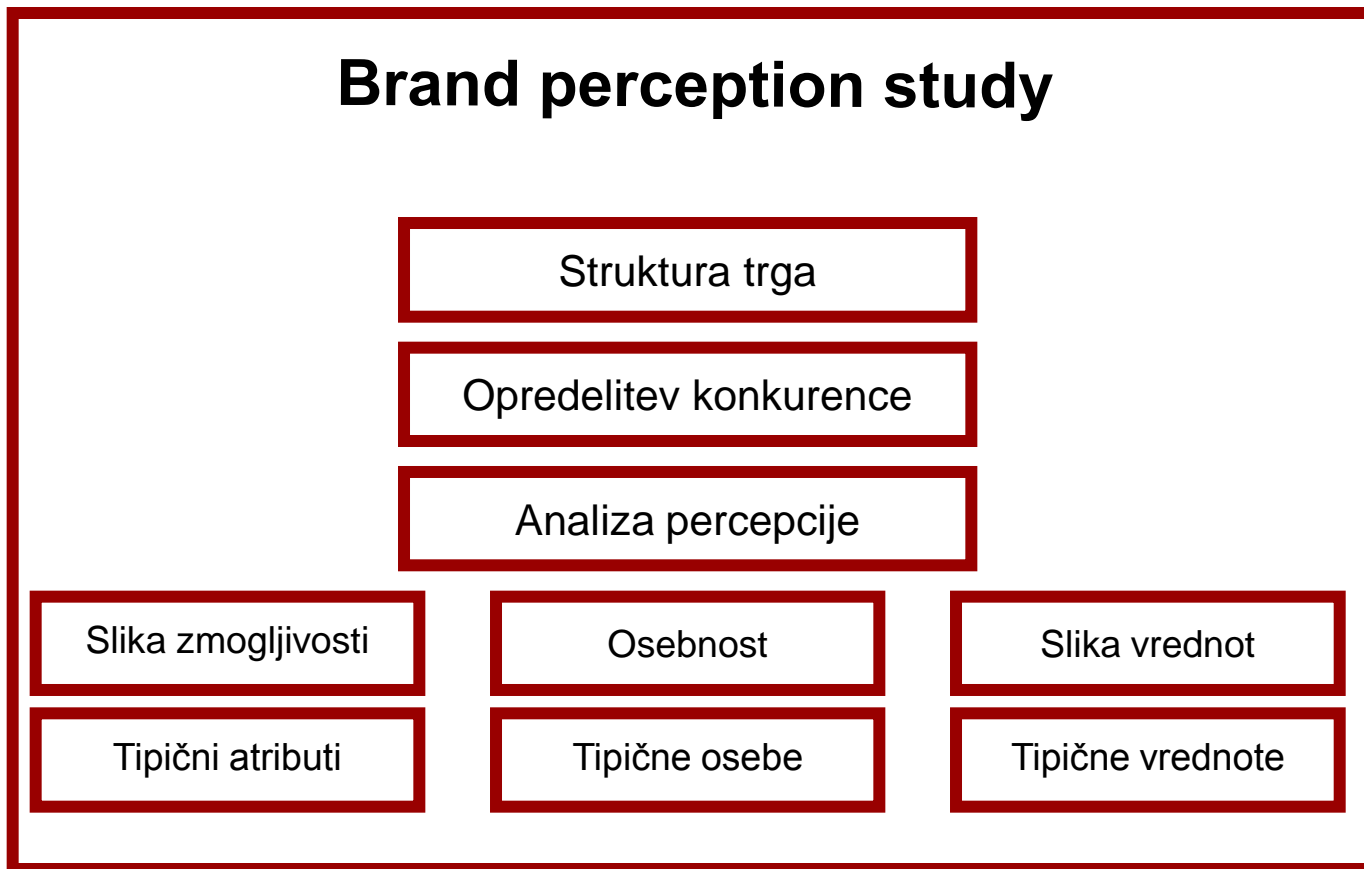 Brand perception study
Struktura trga
Opredelitev konkurence
Analiza percepcije
Slika zmogljivosti
Osebnost
Slika vrednot
Tipični atributi
Tipične osebe
Tipične vrednote